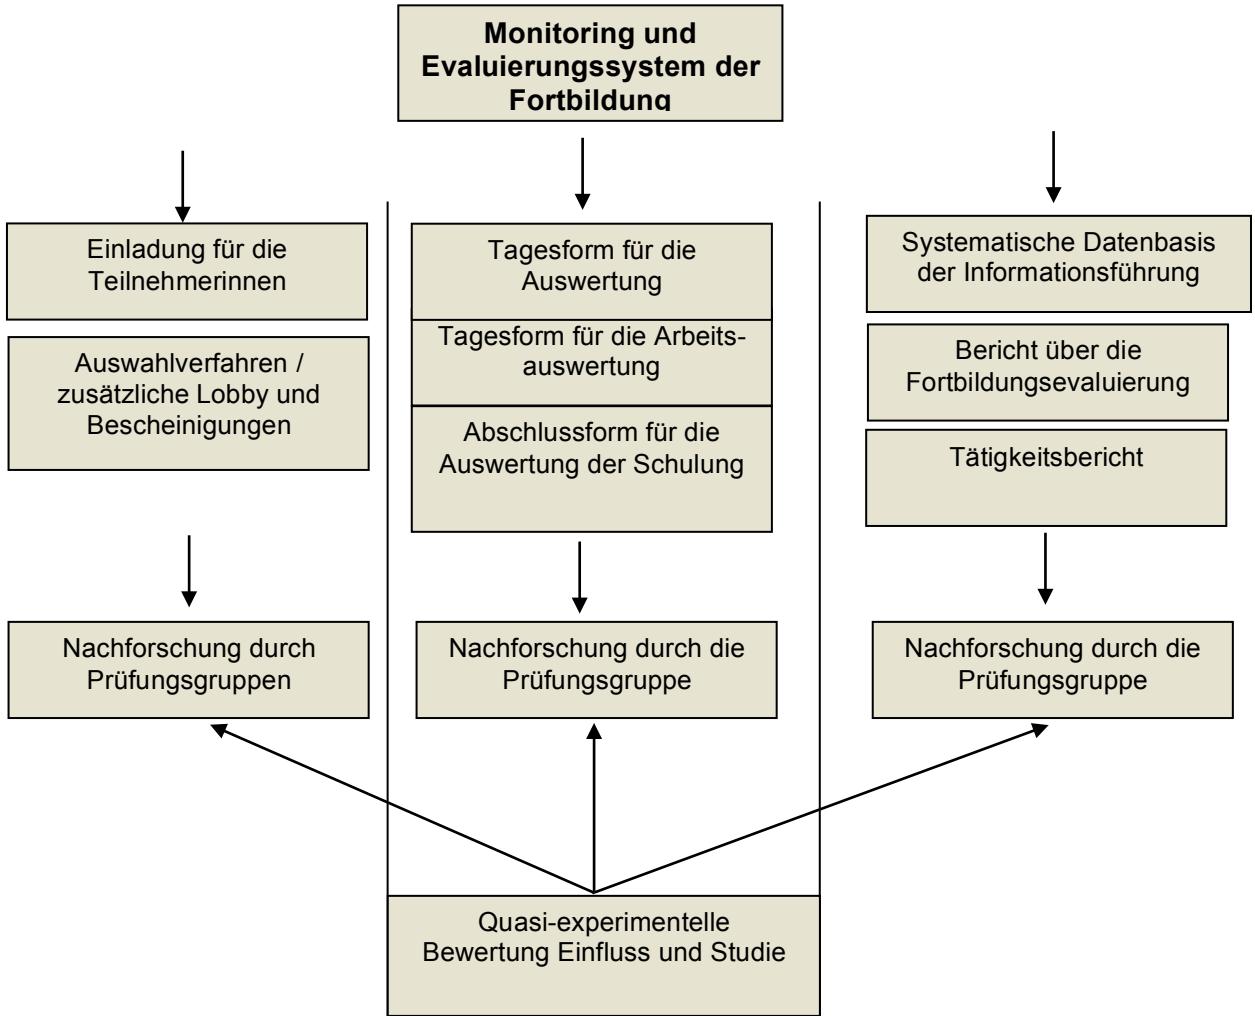 Monitoring und
Evaluierungssystem der
Fortbildung
Einladung für die
Teilnehmerinnen
Auswahlverfahren /
zusätzliche Lobby und
Bescheinigungen
Tagesform für die
Auswertung
Tagesform für die Arbeits-
auswertung
Abschlussform für die
Auswertung der Schulung
Systematische Datenbasis
der Informationsführung
Bericht über die
Fortbildungsevaluierung
Tätigkeitsbericht
Nachforschung durch
Prüfungsgruppen
Nachforschung durch die
Prüfungsgruppe
Nachforschung durch die
Prüfungsgruppe
Quasi-experimentelle
Bewertung Einfluss und Studie